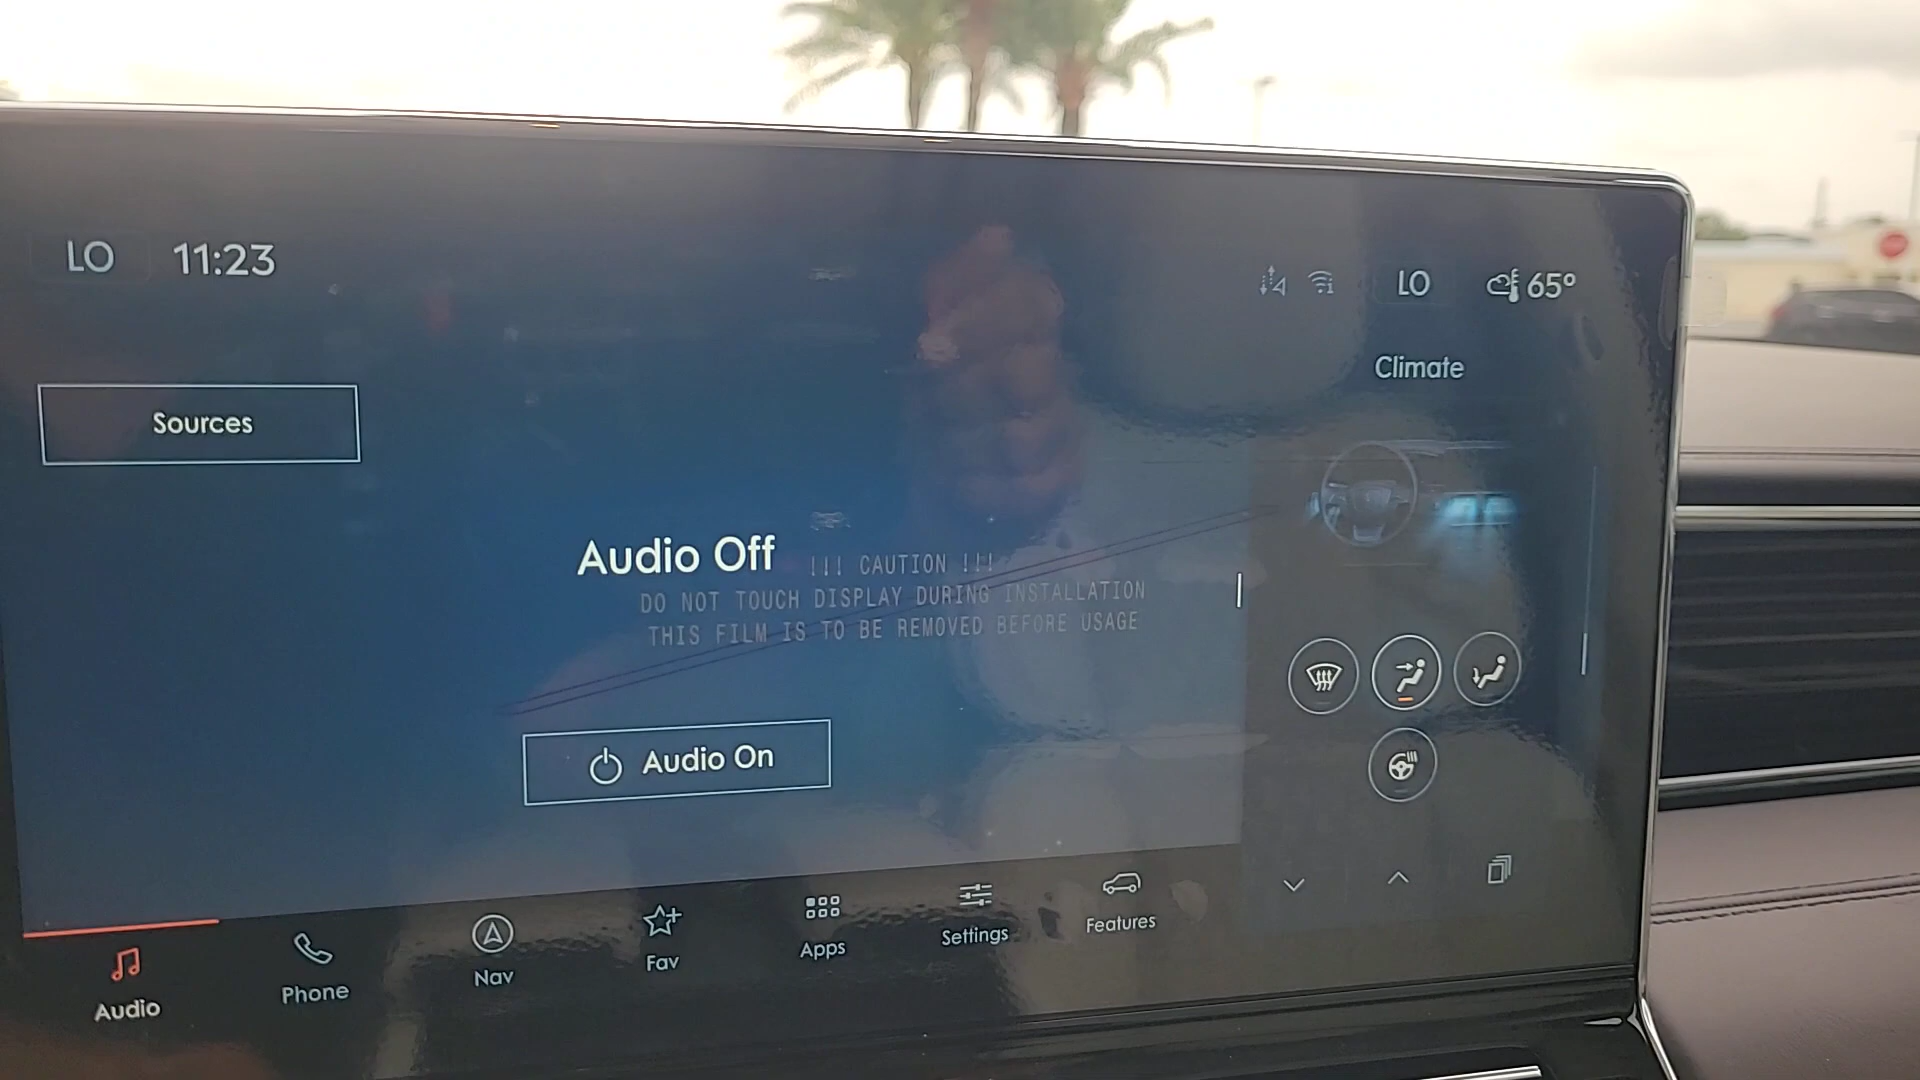 LO 11:23
LO 65°
Climate
Sources
Audio Off
!!! CAUTION !!!
DO NOT TOUCH DISPLAY DURING INSTALLATION
THIS FILM IS TO BE REMOVED BEFORE USAGE
Audio On
Audio
Phone
Nav
Fav
Apps
Settings
Features